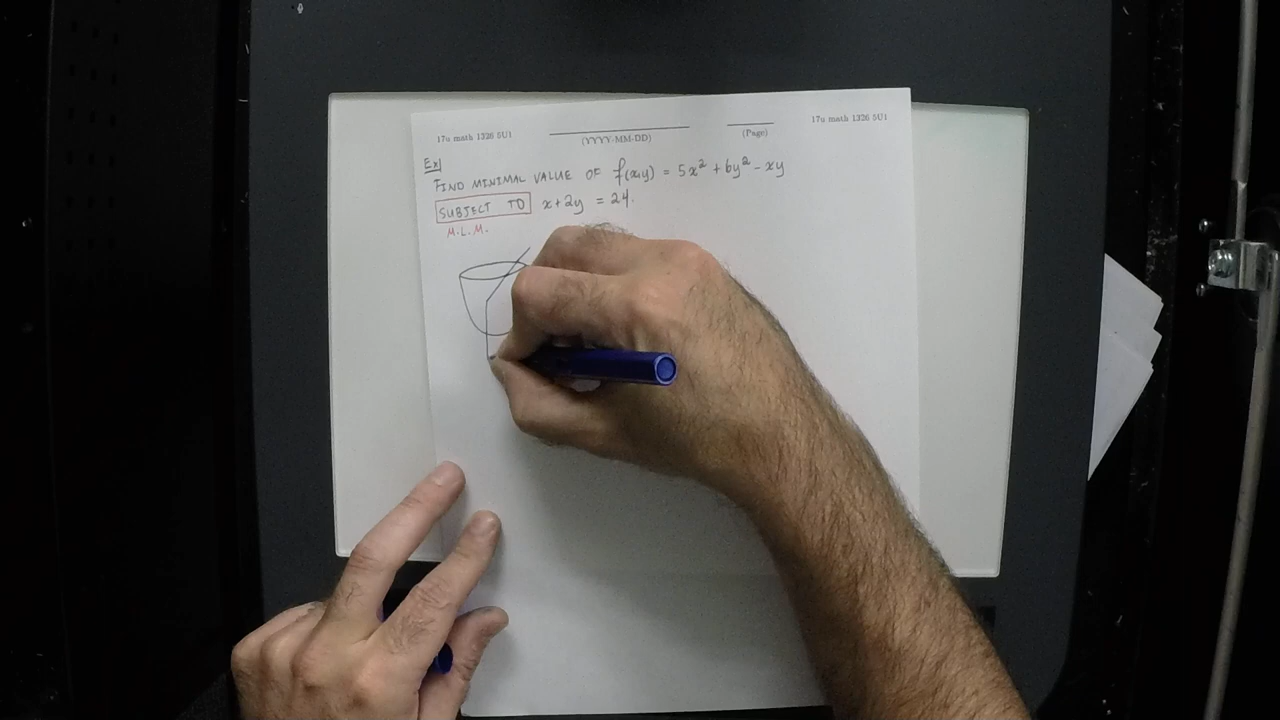 17u math 1326 5U1
(YYYY-MM-DD)
(Page)
17u math 1326 5U1
Ex1
FIND MINIMAL VALUE OF f(x,y) = 5x² + 6y² - xy
SUBJECT TO x + 2y = 24.
M.L.M.